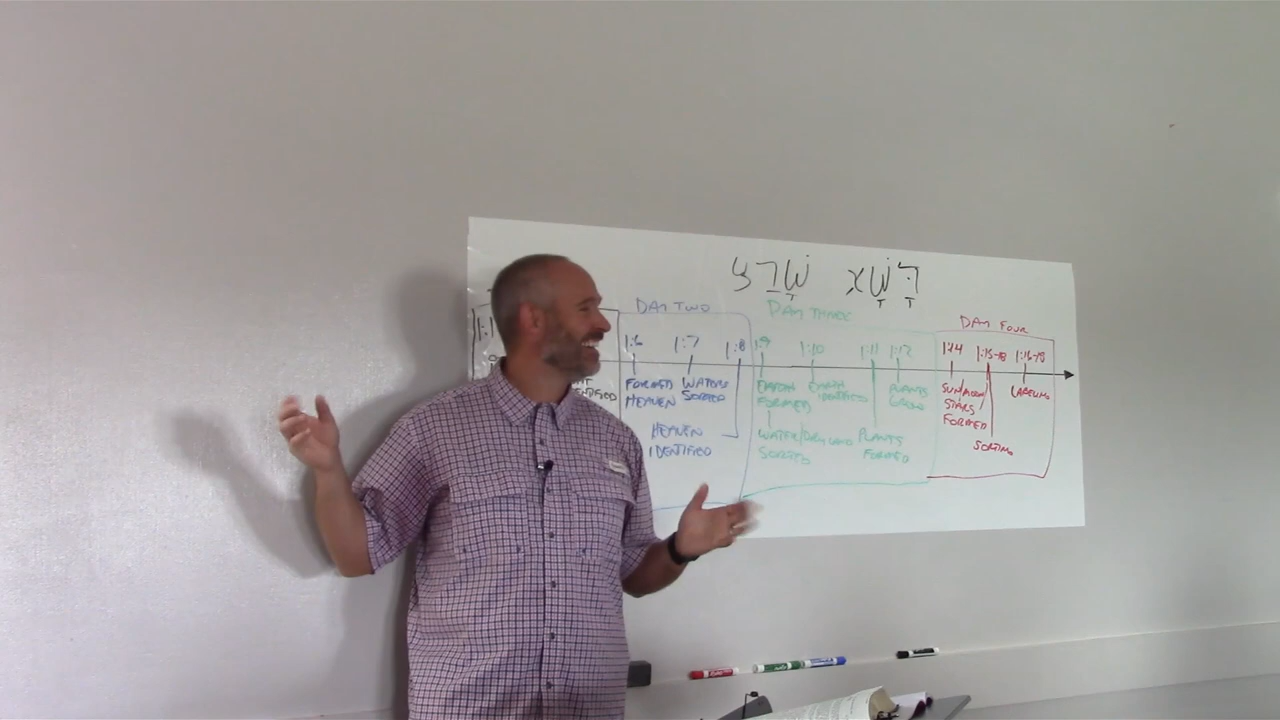 DAY TWO
DAY THREE
DAY FOUR
1:1
1:6 1:7 1:8
1:9 1:10 1:11 1:12
1:14 1:15-18 1:16-18
FORMED HEAVEN
WATERS SORTED
HEAVEN IDENTIFIED
EARTH FORMED
EARTH IDENTIFIED
PLANTS GROW
WATER/DRY LAND SORTED
PLANTS FORMED
SUN/MOON STARS FORMED
SORTING
LABELING